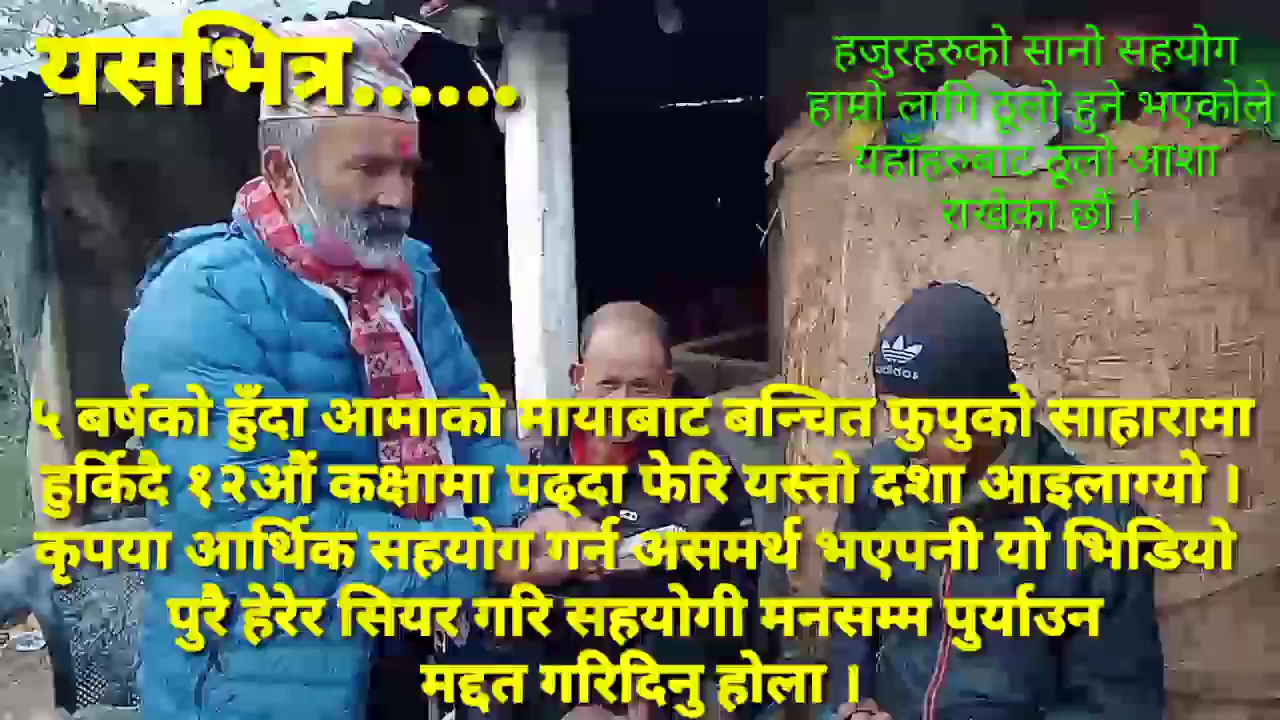 यसभित्र......
हजुरहरुको सानो सहयोग
हाम्रो लागि ठूलो हुने भएकोले
यहाँहरुबाट ठूलो आशा
राखेका छौं ।
adidas
५ बर्षको हुँदा आमाको मायाबाट बन्चित फुपुको साहारामा
हुर्किदै १२औं कक्षामा पढ्दा फेरि यस्तो दशा आइलाग्यो ।
कृपया आर्थिक सहयोग गर्न असमर्थ भएपनी यो भिडियो
पुरै हेरेर सियर गरि सहयोगी मनसम्म पुर्याउन
मद्दत गरिदिनु होला ।